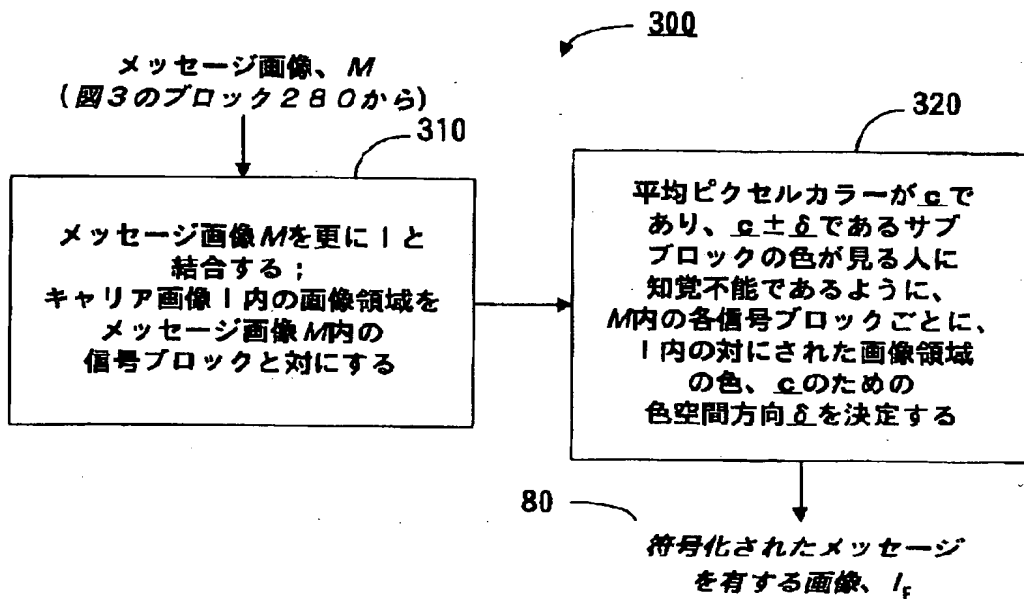 300
メッセージ画像、M
(図3のブロック280から)
310
メッセージ画像Mを更にIと
結合する;
キャリア画像I内の画像領域を
メッセージ画像M内の
信号ブロックと対にする
320
平均ピクセルカラーがcで
あり、c±δであるサブ
ブロックの色が見る人に
知覚不能であるように、
M内の各信号ブロックごとに、
I内の対にされた画像領域
の色、cのための
色空間方向δを決定する
80
符号化されたメッセージ
を有する画像、IE